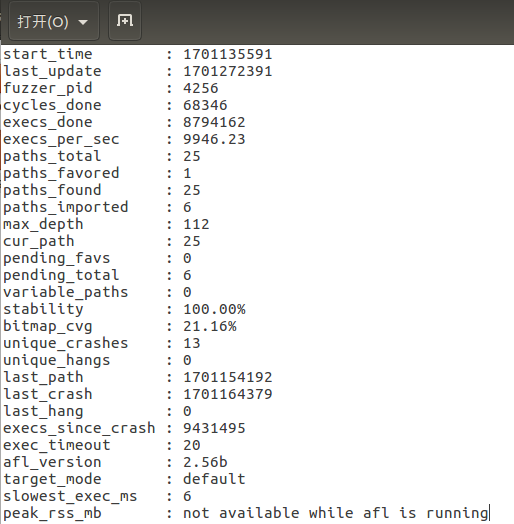 打开(O)
start_time : 1701135591
last_update : 1701272391
fuzzer_pid : 4256
cycles_done : 68346
execs_done : 8794162
execs_per_sec : 9946.23
paths_total : 25
paths_favored : 1
paths_found : 25
paths_imported : 6
max_depth : 112
cur_path : 25
pending_favs : 0
pending_total : 6
variable_paths : 0
stability : 100.00%
bitmap_cvg : 21.16%
unique_crashes : 13
unique_hangs : 0
last_path : 1701154192
last_crash : 1701164379
last_hang : 0
execs_since_crash : 9431495
exec_timeout : 20
afl_version : 2.56b
target_mode : default
slowest_exec_ms : 6
peak_rss_mb : not available while afl is running